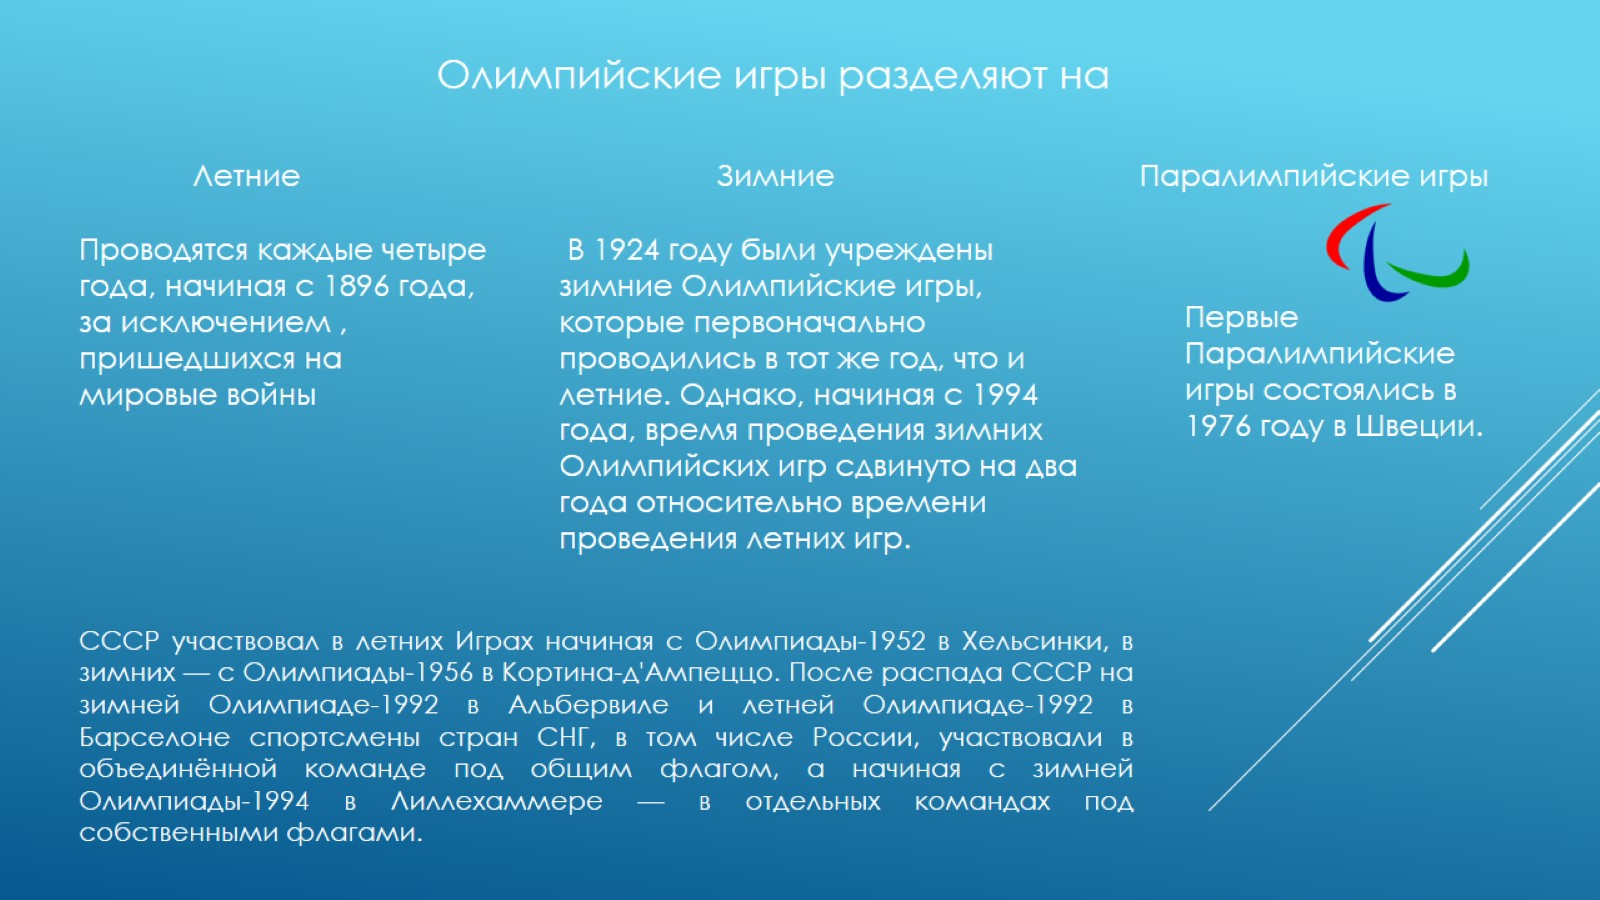 Олимпийские игры разделяют на
Летние
Проводятся каждые четыре
года, начиная с 1896 года,
за исключением ,
пришедшихся на
мировые войны
Зимние
В 1924 году были учреждены
зимние Олимпийские игры,
которые первоначально
проводились в тот же год, что и
летние. Однако, начиная с 1994
года, время проведения зимних
Олимпийских игр сдвинуто на два
года относительно времени
проведения летних игр.
Паралимпийские игры
Первые
Паралимпийские
игры состоялись в
1976 году в Швеции.
СССР участвовал в летних Играх начиная с Олимпиады-1952 в Хельсинки, в
зимних — с Олимпиады-1956 в Кортина-д'Ампеццо. После распада СССР на
зимней Олимпиаде-1992 в Альбервиле и летней Олимпиаде-1992 в
Барселоне спортсмены стран СНГ, в том числе России, участвовали в
объединённой команде под общим флагом, а начиная с зимней
Олимпиады-1994 в Лиллехаммере — в отдельных командах под
собственными флагами.